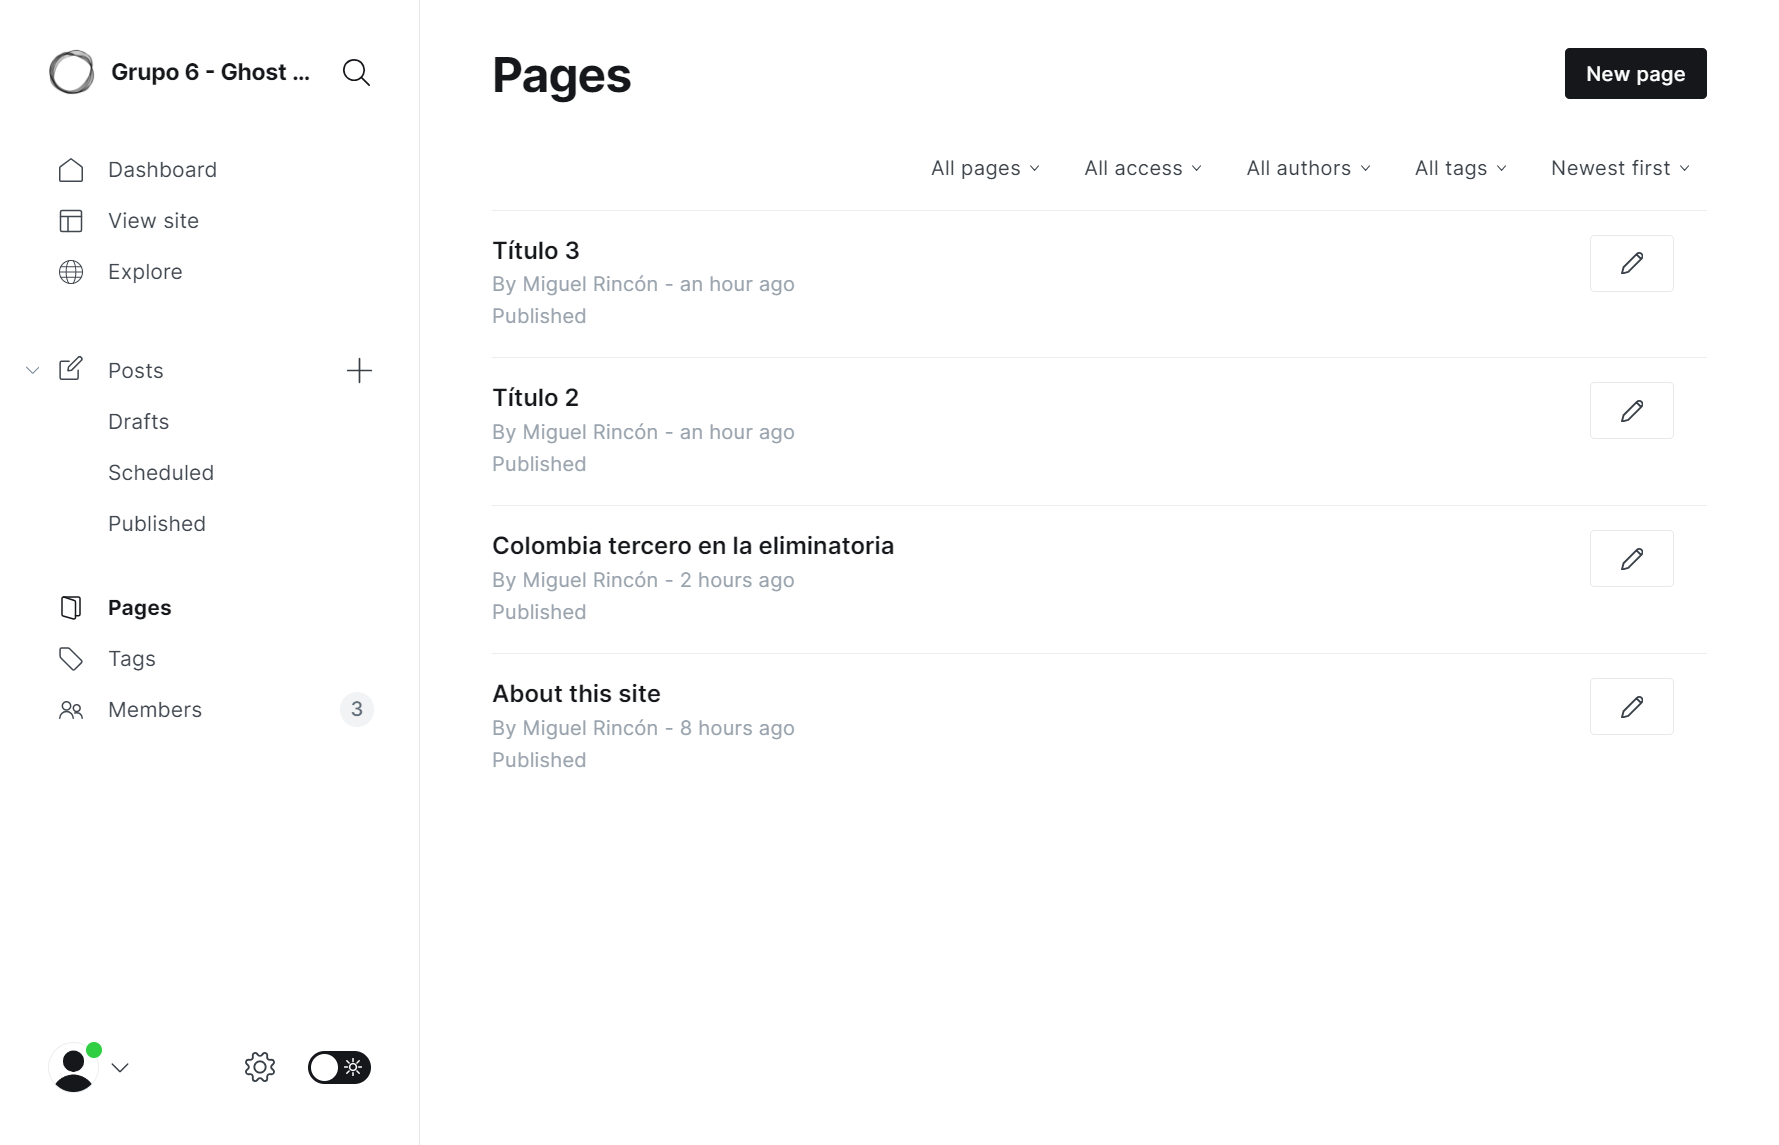 Grupo 6 - Ghost ...
Dashboard
View site
Explore
Posts
Drafts
Scheduled
Published
Pages
Tags
Members 3
Pages
New page
All pages All access All authors All tags Newest first
Título 3
By Miguel Rincón - an hour ago
Published
Título 2
By Miguel Rincón - an hour ago
Published
Colombia tercero en la eliminatoria
By Miguel Rincón - 2 hours ago
Published
About this site
By Miguel Rincón - 8 hours ago
Published